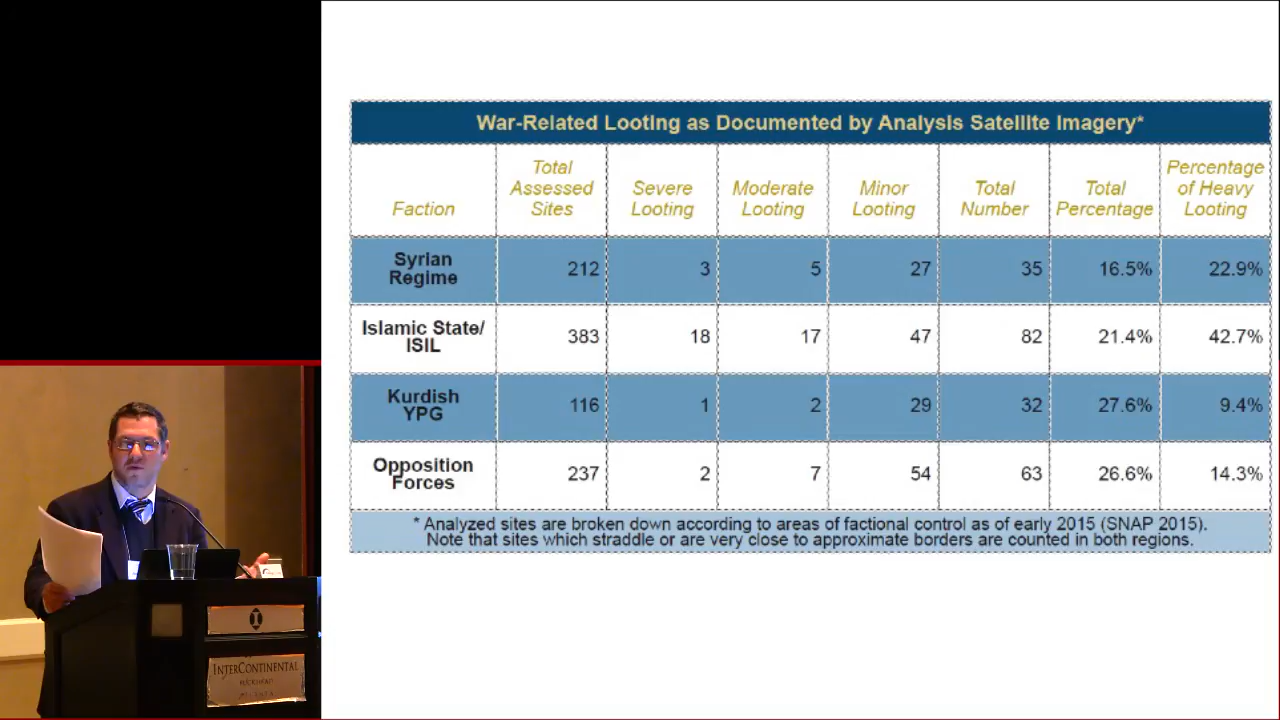 War-Related Looting as Documented by Analysis Satellite Imagery*
Faction
Total Assessed Sites
Severe Looting
Moderate Looting
Minor Looting
Total Number
Total Percentage
Percentage of Heavy Looting
Syrian Regime 212 3 5 27 35 16.5% 22.9%
Islamic State/ ISIL 383 18 17 47 82 21.4% 42.7%
Kurdish YPG 116 1 2 29 32 27.6% 9.4%
Opposition Forces 237 2 7 54 63 26.6% 14.3%
* Analyzed sites are broken down according to areas of factional control as of early 2015 (SNAP 2015).
Note that sites which straddle or are very close to approximate borders are counted in both regions.
INTERCONTINENTAL